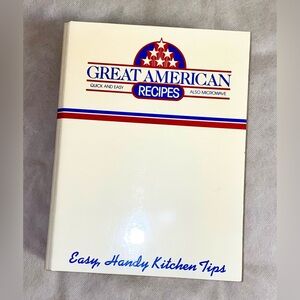 GREAT AMERICAN
QUICK AND EASY RECIPES ALSO MICROWAVE
Easy, Handy Kitchen Tips